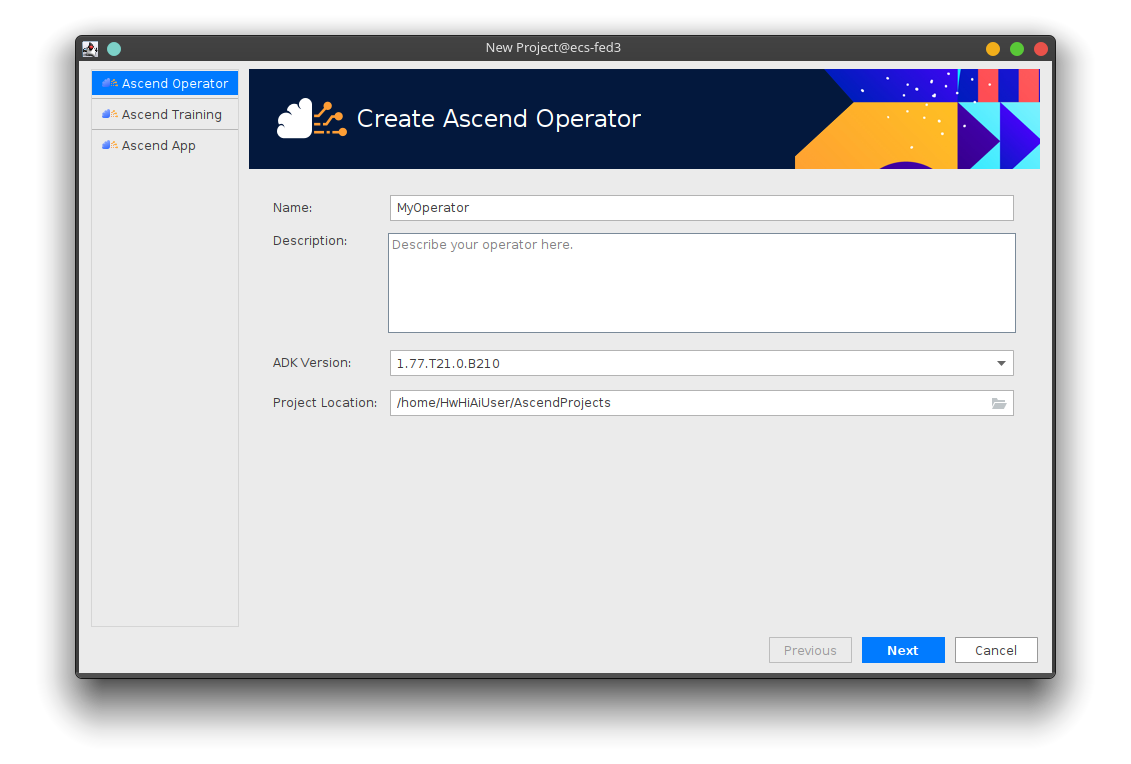 New Project@ecs-fed3
Ascend Operator
Ascend Training
Ascend App
Create Ascend Operator
Name: MyOperator
Description: Describe your operator here.
ADK Version: 1.77.T21.0.B210
Project Location: /home/HwHiAiUser/AscendProjects
Previous Next Cancel